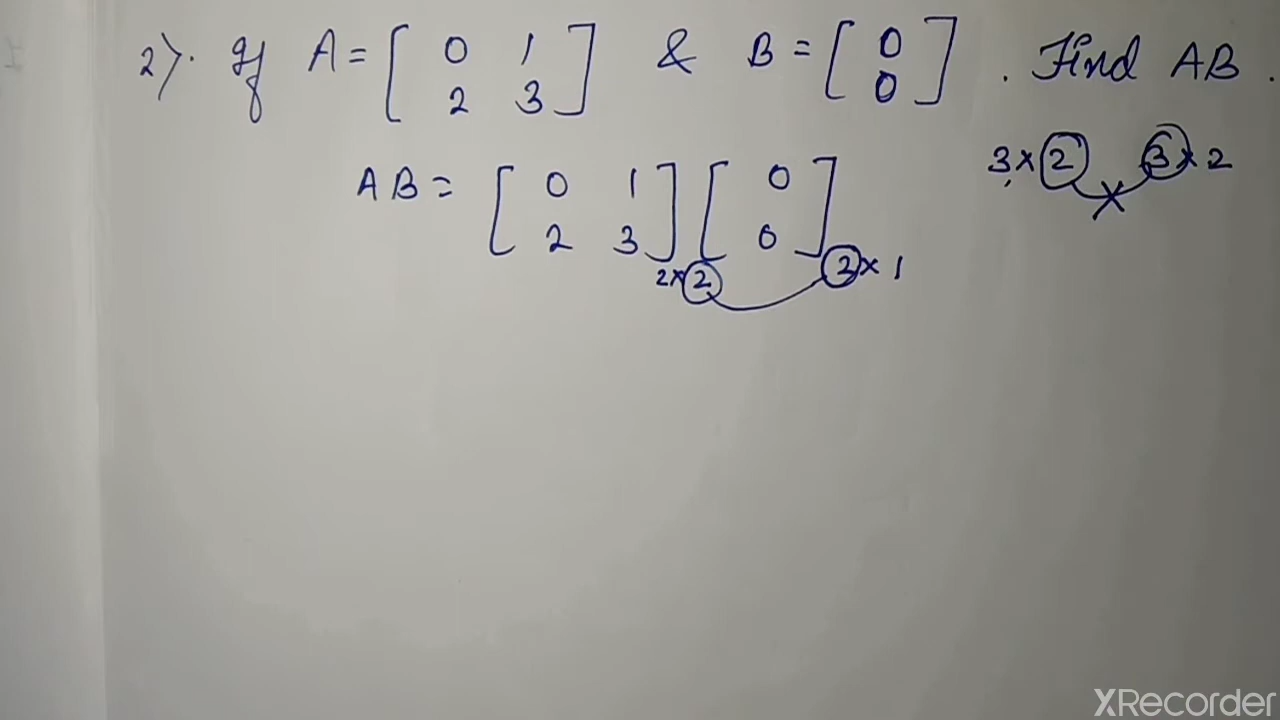 2). If A = [ 0 1 & B = [ 0 . Find AB.
2 3 ] 0 ]
3 × 2 3 × 2
AB = [ 0 1 ] [ 0 ]
2 3 0
2 × 2 2 × 1
XRecorder